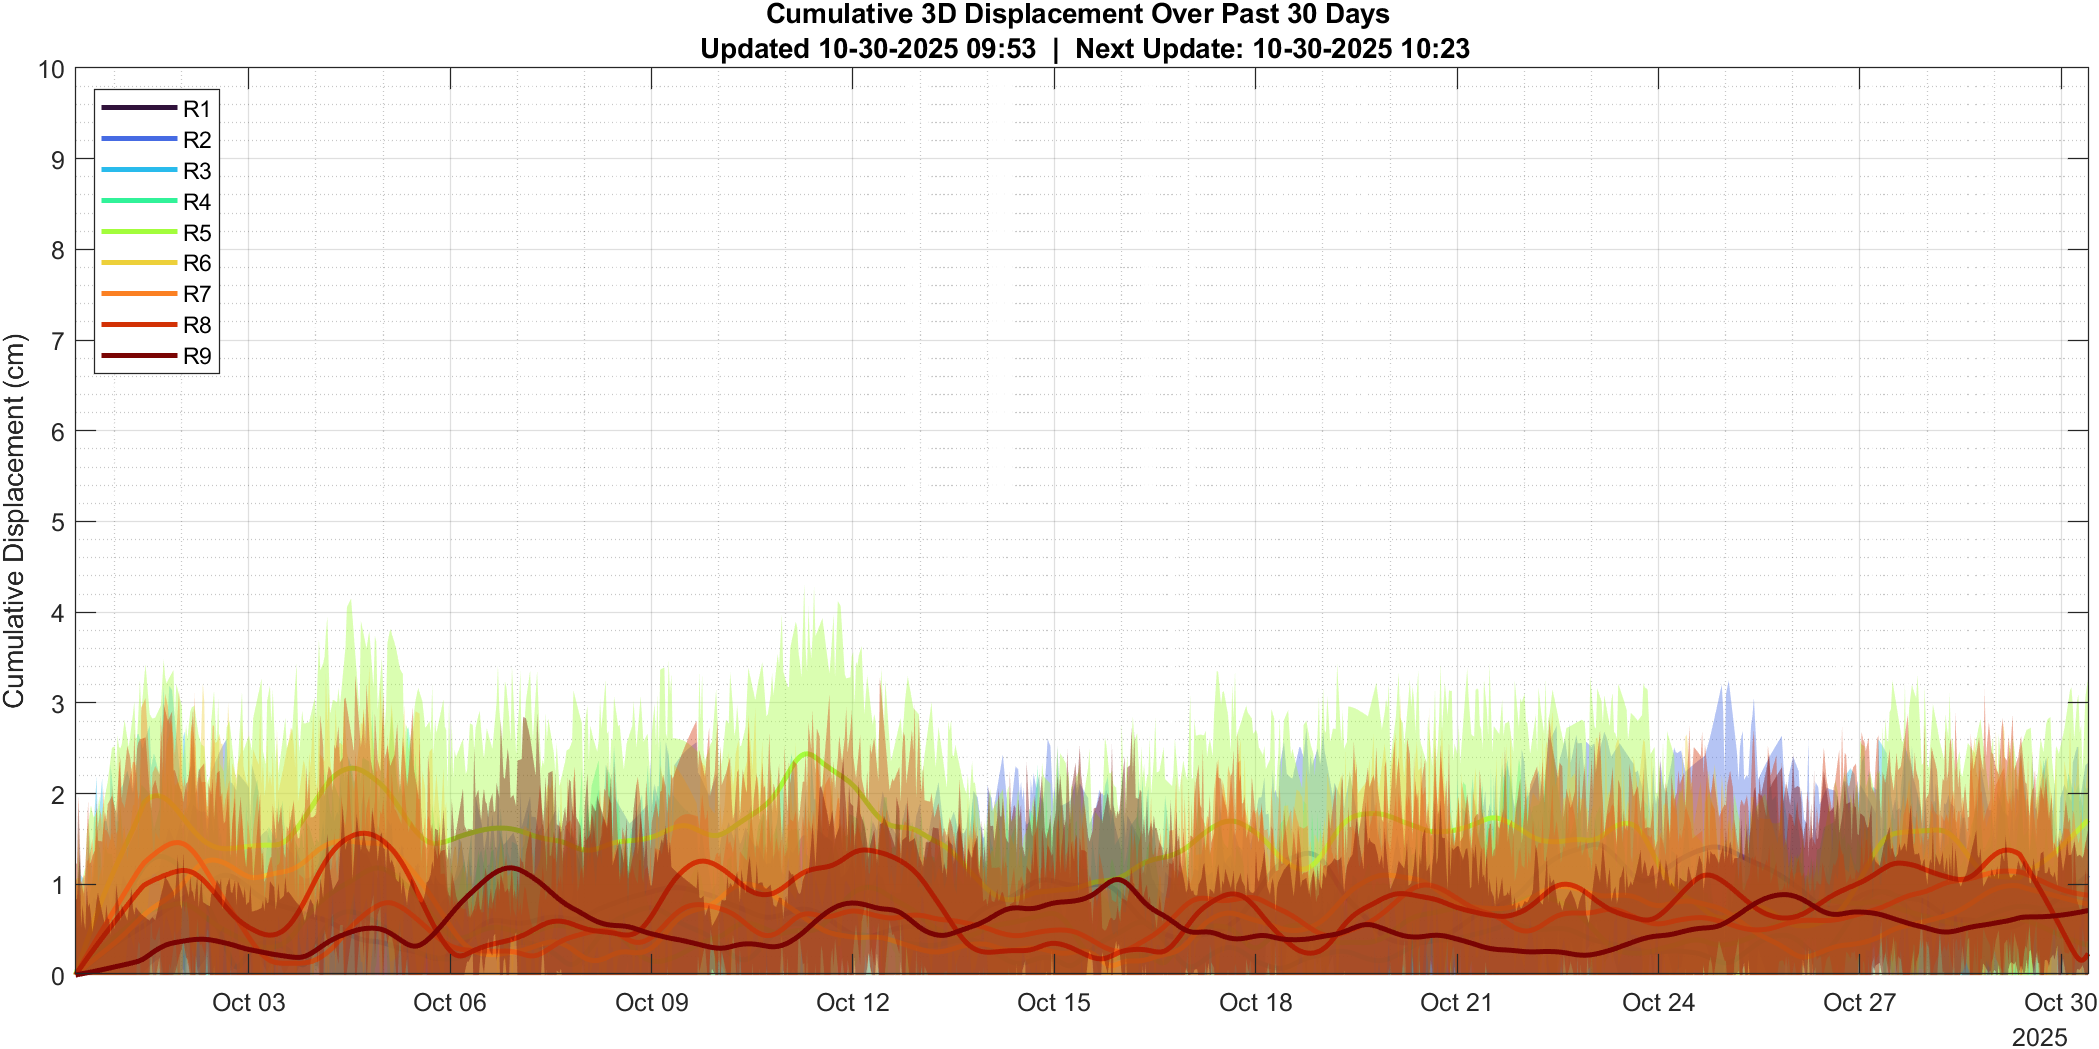 Cumulative 3D Displacement Over Past 30 Days
Updated 10-30-2025 09:53 | Next Update: 10-30-2025 10:23
Cumulative Displacement (cm)
10
9
8
7
6
5
4
3
2
1
0
R1
R2
R3
R4
R5
R6
R7
R8
R9
Oct 03 Oct 06 Oct 09 Oct 12 Oct 15 Oct 18 Oct 21 Oct 24 Oct 27 Oct 30
2025